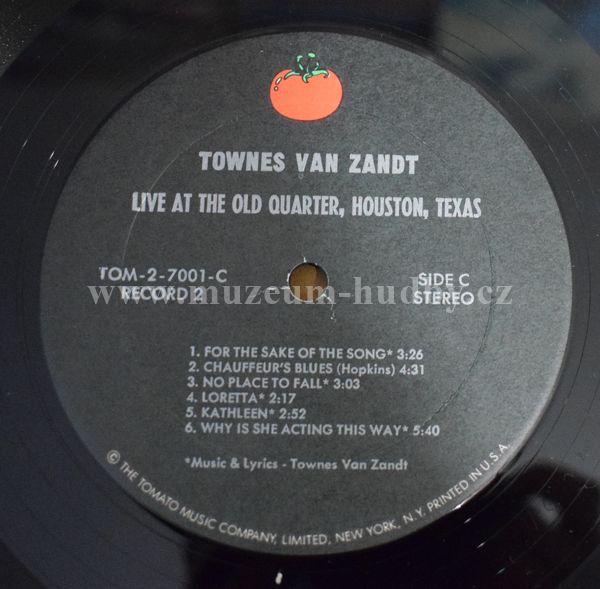 TOWNES VAN ZANDT
LIVE AT THE OLD QUARTER, HOUSTON, TEXAS
TOM-2-7001-C
RECORD 2
SIDE C
STEREO
www.muzeum-hudby.cz
1. FOR THE SAKE OF THE SONG* 3:26
2. CHAUFFEUR'S BLUES (Hopkins) 4:31
3. NO PLACE TO FALL* 3:03
4. LORETTA* 2:17
5. KATHLEEN* 2:52
6. WHY IS SHE ACTING THIS WAY* 5:40
*Music & Lyrics - Townes Van Zandt
© THE TOMATO MUSIC COMPANY, LIMITED, NEW YORK, N.Y. PRINTED IN U.S.A.